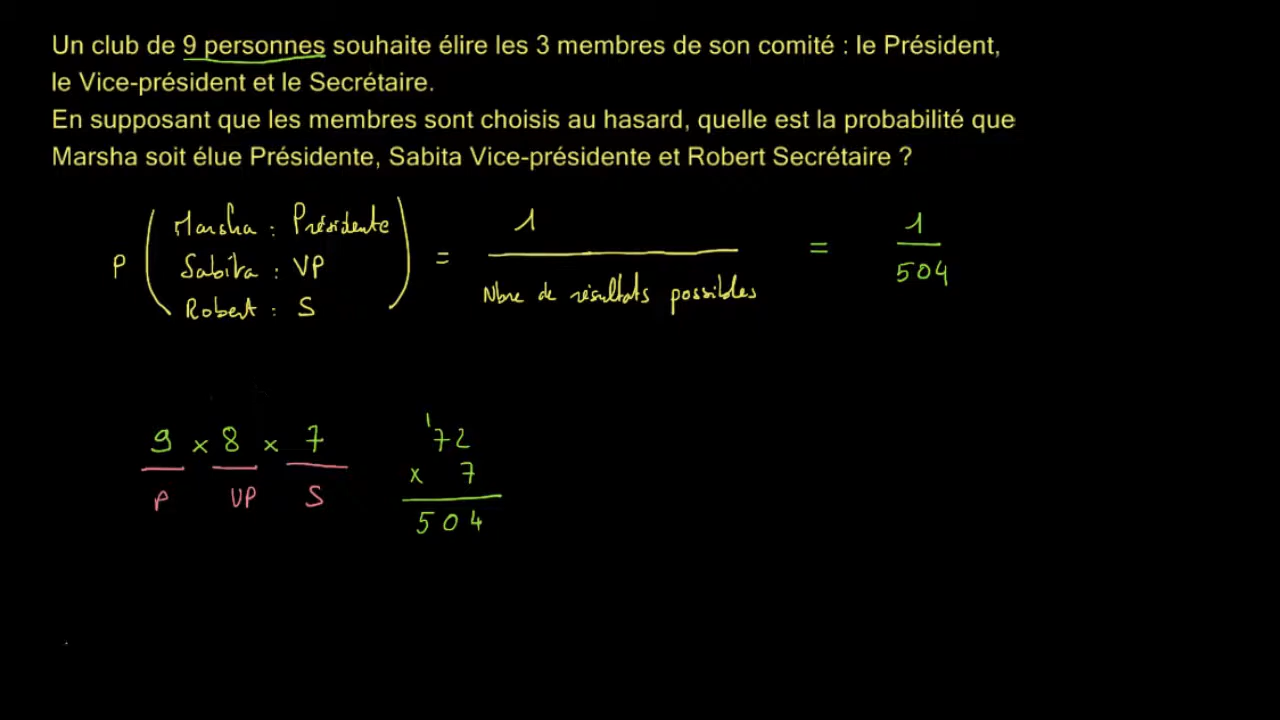 Un club de 9 personnes souhaite élire les 3 membres de son comité : le Président,
le Vice-président et le Secrétaire.
En supposant que les membres sont choisis au hasard, quelle est la probabilité que
Marsha soit élue Présidente, Sabita Vice-présidente et Robert Secrétaire ?
P ( Marsha : Présidente
Sabita : VP
Robert : S ) = 1 / Nbre de résultats possibles = 1 / 504
9 x 8 x 7
P VP S
1
72
x 7
504